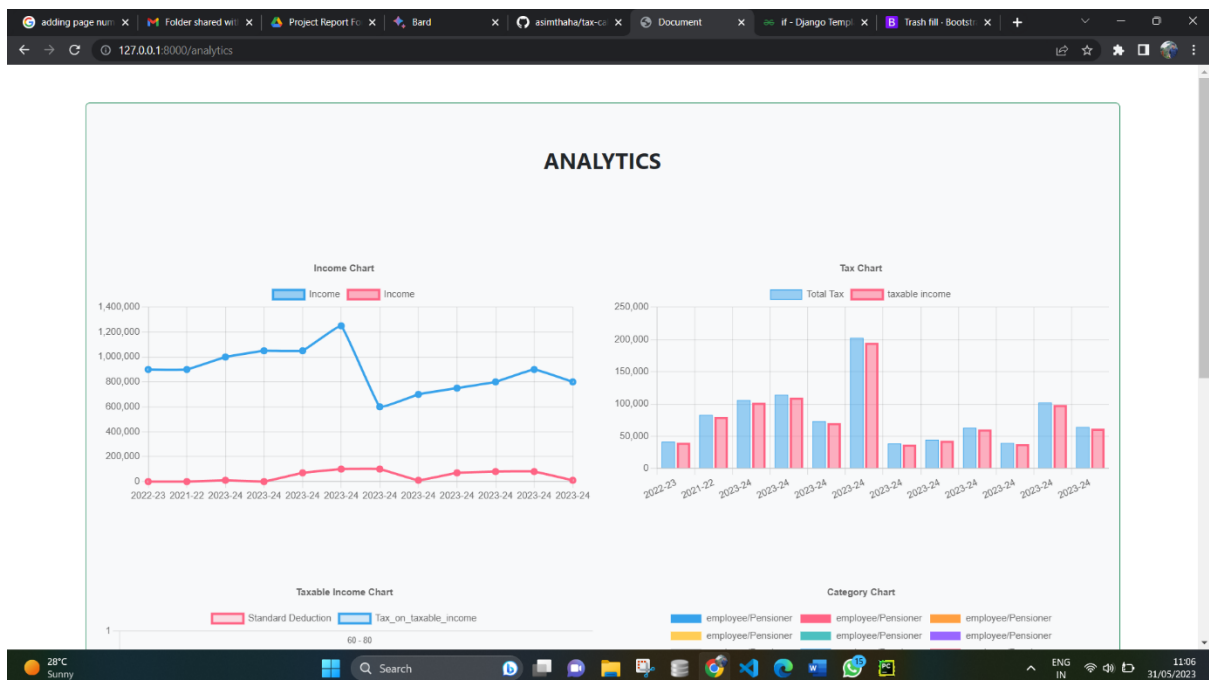 adding page num
Folder shared wit
Project Report Fo
Bard
asimthaha/tax-ca
Document
if - Django Templ
Trash fill · Bootstr
127.0.0.1:8000/analytics
ANALYTICS
Income Chart
Income Income
1,400,000
1,200,000
1,000,000
800,000
600,000
400,000
200,000
0
2022-23 2021-22 2023-24 2023-24 2023-24 2023-24 2023-24 2023-24 2023-24 2023-24 2023-24 2023-24
Tax Chart
Total Tax taxable income
250,000
200,000
150,000
100,000
50,000
0
2022-23 2021-22 2023-24 2023-24 2023-24 2023-24 2023-24 2023-24 2023-24 2023-24 2023-24 2023-24
Taxable Income Chart
Standard Deduction Tax_on_taxable_income
1
60 - 80
Category Chart
employee/Pensioner employee/Pensioner employee/Pensioner
employee/Pensioner employee/Pensioner employee/Pensioner
28°C
Sunny
Search
15
ENG
IN
11:06
31/05/2023